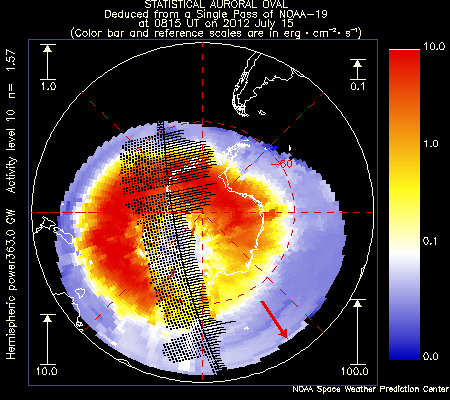 STATISTICAL AURORAL OVAL
Deduced from a Single Pass of NOAA-19
at 0815 UT on 2012 July 15
(Color bar and reference scales are in erg·cm⁻²·s⁻¹)
1.0
0.1
10.0
1.0
0.1
0.0
-60
Hemispheric power363.0 GW Activity level 10 n= 1.57
10.0
100.0
NOAA Space Weather Prediction Center